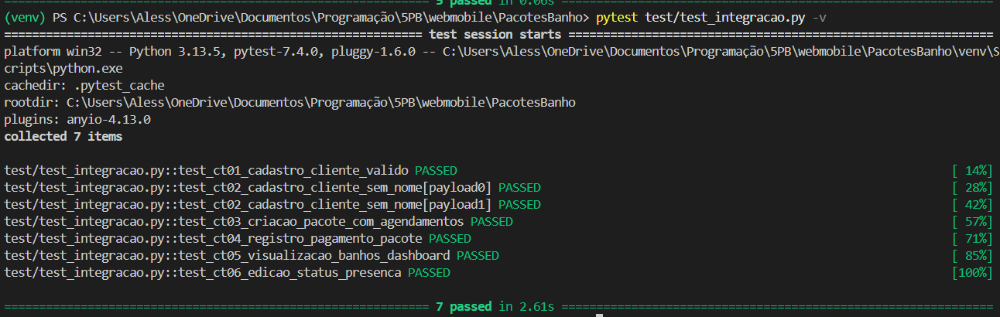 ============================== 5 passed in 0.06s ==============================
(venv) PS C:\Users\Aless\OneDrive\Documentos\Programação\5PB\webmobile\PacotesBanho> pytest test/test_integracao.py -v
============================== test session starts ==============================
platform win32 -- Python 3.13.5, pytest-7.4.0, pluggy-1.6.0 -- C:\Users\Aless\OneDrive\Documentos\Programação\5PB\webmobile\PacotesBanho\venv\S
cripts\python.exe
cachedir: .pytest_cache
rootdir: C:\Users\Aless\OneDrive\Documentos\Programação\5PB\webmobile\PacotesBanho
plugins: anyio-4.13.0
collected 7 items
test/test_integracao.py::test_ct01_cadastro_cliente_valido PASSED [ 14%]
test/test_integracao.py::test_ct02_cadastro_cliente_sem_nome[payload0] PASSED [ 28%]
test/test_integracao.py::test_ct02_cadastro_cliente_sem_nome[payload1] PASSED [ 42%]
test/test_integracao.py::test_ct03_criacao_pacote_com_agendamentos PASSED [ 57%]
test/test_integracao.py::test_ct04_registro_pagamento_pacote PASSED [ 71%]
test/test_integracao.py::test_ct05_visualizacao_banhos_dashboard PASSED [ 85%]
test/test_integracao.py::test_ct06_edicao_status_presenca PASSED [100%]
============================== 7 passed in 2.61s ==============================